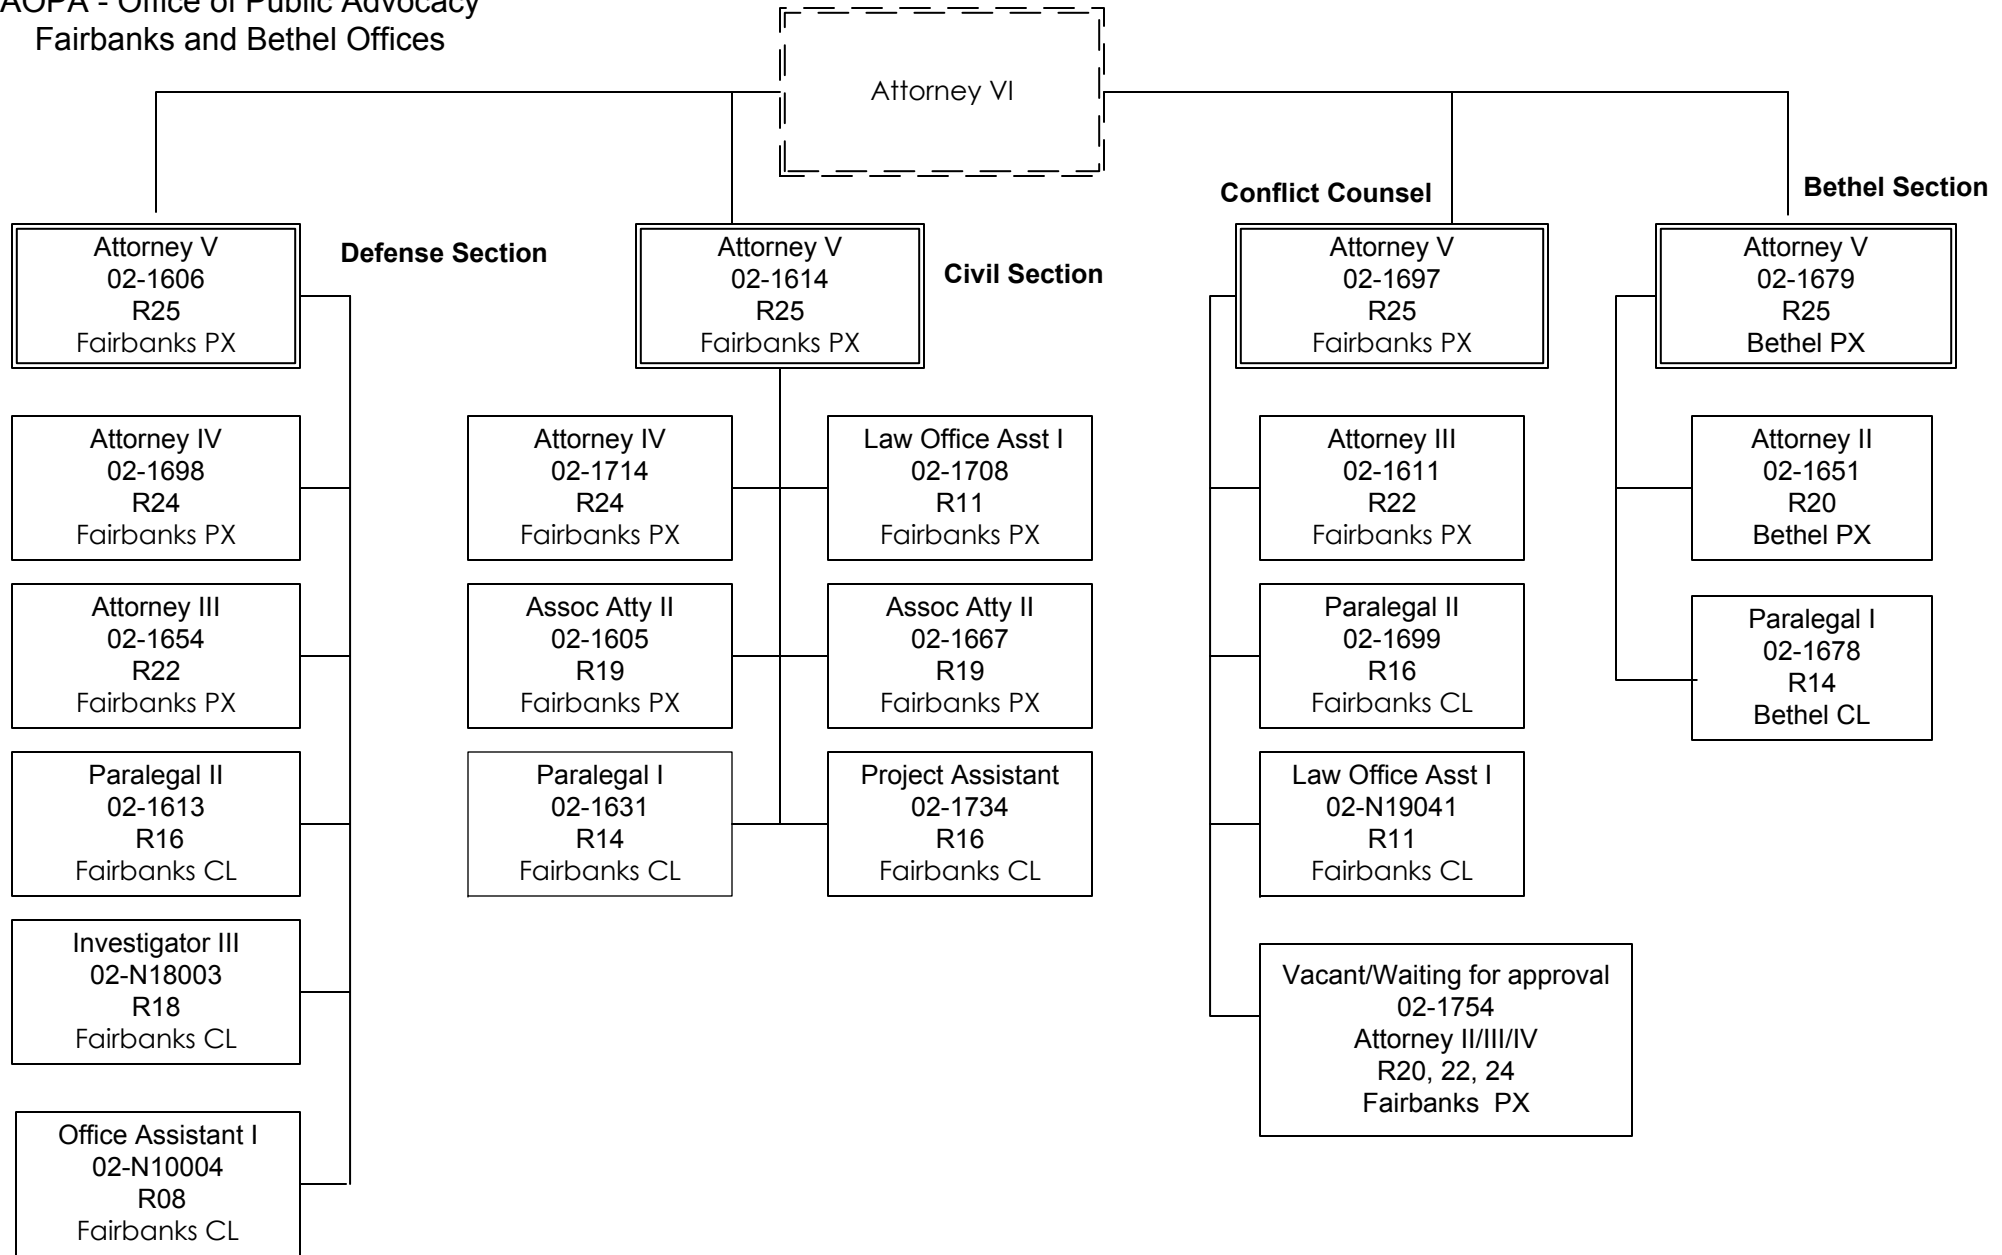 AOPA - Office of Public Advocacy
Fairbanks and Bethel Offices
Attorney VI
Attorney V
02-1606
R25
Fairbanks PX
Defense Section
Attorney IV
02-1698
R24
Fairbanks PX
Attorney III
02-1654
R22
Fairbanks PX
Paralegal II
02-1613
R16
Fairbanks CL
Investigator III
02-N18003
R18
Fairbanks CL
Office Assistant I
02-N10004
R08
Fairbanks CL
Attorney V
02-1614
R25
Fairbanks PX
Civil Section
Attorney IV
02-1714
R24
Fairbanks PX
Law Office Asst I
02-1708
R11
Fairbanks PX
Assoc Atty II
02-1605
R19
Fairbanks PX
Assoc Atty II
02-1667
R19
Fairbanks PX
Paralegal I
02-1631
R14
Fairbanks CL
Project Assistant
02-1734
R16
Fairbanks CL
Conflict Counsel
Attorney V
02-1697
R25
Fairbanks PX
Attorney III
02-1611
R22
Fairbanks PX
Paralegal II
02-1699
R16
Fairbanks CL
Law Office Asst I
02-N19041
R11
Fairbanks CL
Vacant/Waiting for approval
02-1754
Attorney II/III/IV
R20, 22, 24
Fairbanks PX
Bethel Section
Attorney V
02-1679
R25
Bethel PX
Attorney II
02-1651
R20
Bethel PX
Paralegal I
02-1678
R14
Bethel CL